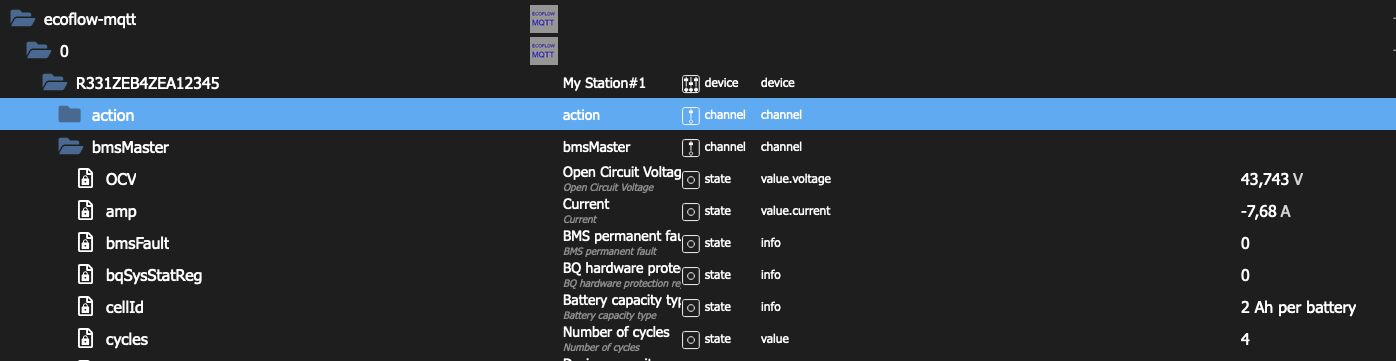 ecoflow-mqtt ECOFLOW MQTT
0 ECOFLOW MQTT
R331ZEB4ZEA12345 My Station#1 device device
action action channel channel
bmsMaster bmsMaster channel channel
OCV Open Circuit Voltag state value.voltage 43,743 V
Open Circuit Voltage
amp Current state value.current -7,68 A
Current
bmsFault BMS permanent fau state info 0
BMS permanent fault
bqSysStatReg BQ hardware prote state info 0
BQ hardware protection re
cellId Battery capacity typ state info 2 Ah per battery
Battery capacity type
cycles Number of cycles state value 4
Number of cycles